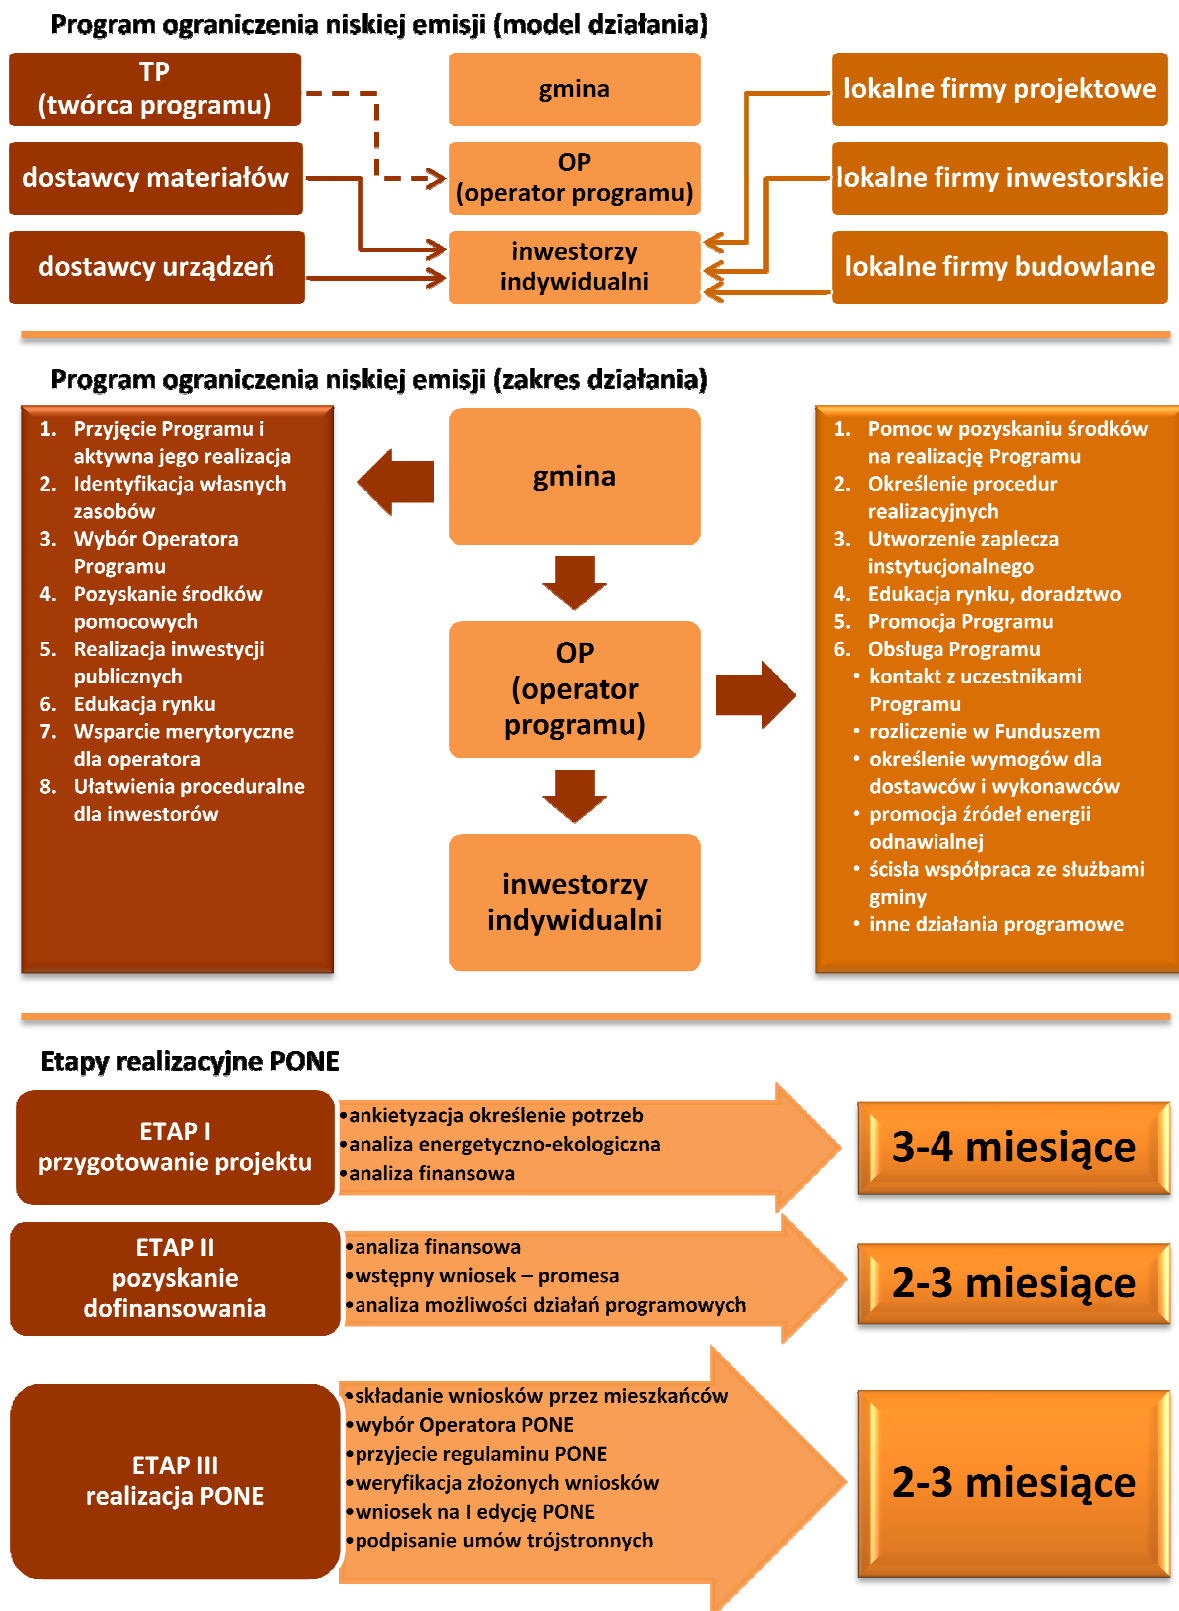 Program ograniczenia niskiej emisji (model działania)
TP
(twórca programu)
gmina
lokalne firmy projektowe
dostawcy materiałów
OP
(operator programu)
lokalne firmy inwestorskie
dostawcy urządzeń
inwestorzy
indywidualni
lokalne firmy budowlane
Program ograniczenia niskiej emisji (zakres działania)
1. Przyjęcie Programu i
aktywna jego realizacja
2. Identyfikacja własnych
zasobów
3. Wybór Operatora
Programu
4. Pozyskanie środków
pomocowych
5. Realizacja inwestycji
publicznych
6. Edukacja rynku
7. Wsparcie merytoryczne
dla operatora
8. Ułatwienia proceduralne
dla inwestorów
gmina
OP
(operator
programu)
inwestorzy
indywidualni
1. Pomoc w pozyskaniu środków
na realizację Programu
2. Określenie procedur
realizacyjnych
3. Utworzenie zaplecza
instytucjonalnego
4. Edukacja rynku, doradztwo
5. Promocja Programu
6. Obsługa Programu
• kontakt z uczestnikami
Programu
• rozliczenie w Funduszem
• określenie wymogów dla
dostawców i wykonawców
• promocja źródeł energii
odnawialnej
• ścisła współpraca ze służbami
gminy
• inne działania programowe
Etapy realizacyjne PONE
ETAP I
przygotowanie projektu
•ankietyzacja określenie potrzeb
•analiza energetyczno-ekologiczna
•analiza finansowa
3-4 miesiące
ETAP II
pozyskanie
dofinansowania
•analiza finansowa
•wstępny wniosek – promesa
•analiza możliwości działań programowych
2-3 miesiące
ETAP III
realizacja PONE
•składanie wniosków przez mieszkańców
•wybór Operatora PONE
•przyjecie regulaminu PONE
•weryfikacja złożonych wniosków
•wniosek na I edycję PONE
•podpisanie umów trójstronnych
2-3 miesiące